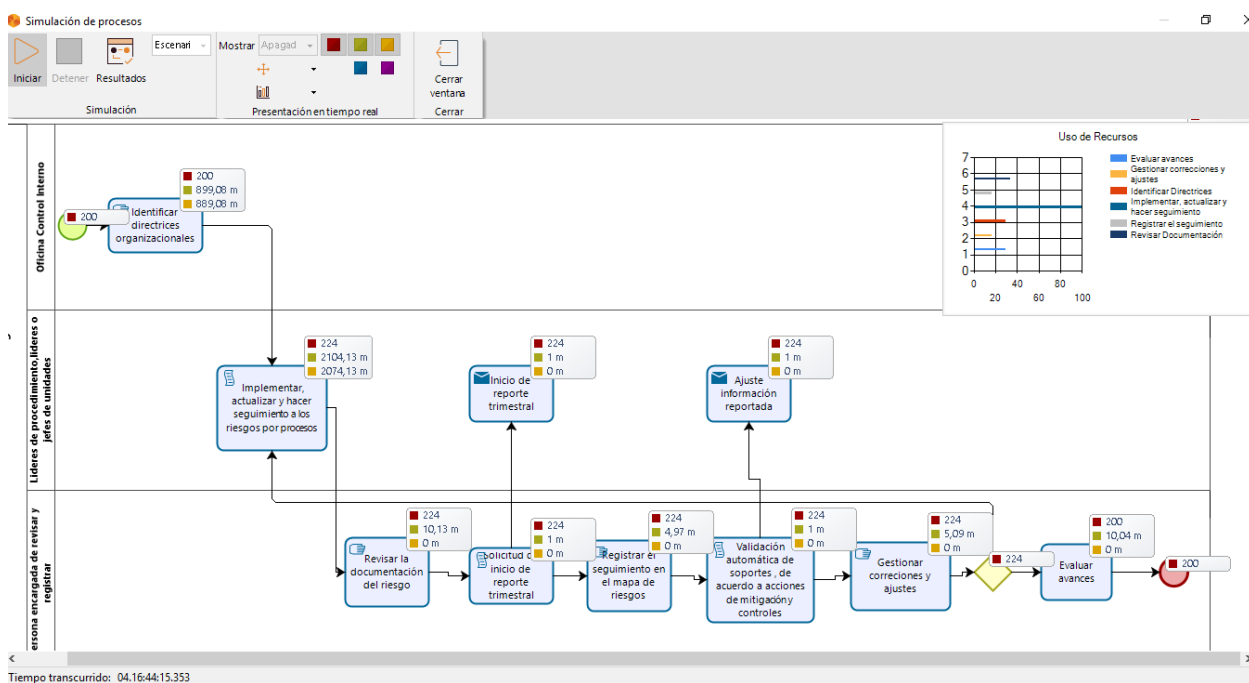 Simulación de procesos
Iniciar
Detener
Resultados
Escenari
Simulación
Mostrar
Apagad
Presentación en tiempo real
Cerrar
ventana
Cerrar
Uso de Recursos
7
6
5
4
3
2
1
0
0
40
80
20
60
100
Evaluar avances
Gestionar correcciones y
ajustes
Identificar Directrices
Implementar, actualizar y
hacer seguimiento
Registrar el seguimiento
Revisar Documentación
Oficina Control Interno
200
Identificar
directrices
organizacionales
200
899,08 m
889,08 m
Lideres de procedimiento,lideres o
jefes de unidades
Implementar,
actualizar y hacer
seguimiento a los
riesgos por procesos
224
2104,13 m
2074,13 m
Inicio de
reporte
trimestral
224
1 m
0 m
Ajuste
información
reportada
224
1 m
0 m
ersona encargada de revisar y
registrar
Revisar la
documentación
del riesgo
224
10,13 m
0 m
Solicitud d
inicio de
reporte
trimestral
224
1 m
0 m
Registrar el
seguimiento en
el mapa de
riesgos
224
4,97 m
0 m
Validación
automática de
soportes , de
acuerdo a acciones
de mitigación y
controles
224
1 m
0 m
Gestionar
correciones y
ajustes
224
5,09 m
0 m
224
Evaluar
avances
200
10,04 m
0 m
200
Tiempo transcurrido: 04.16:44:15.353